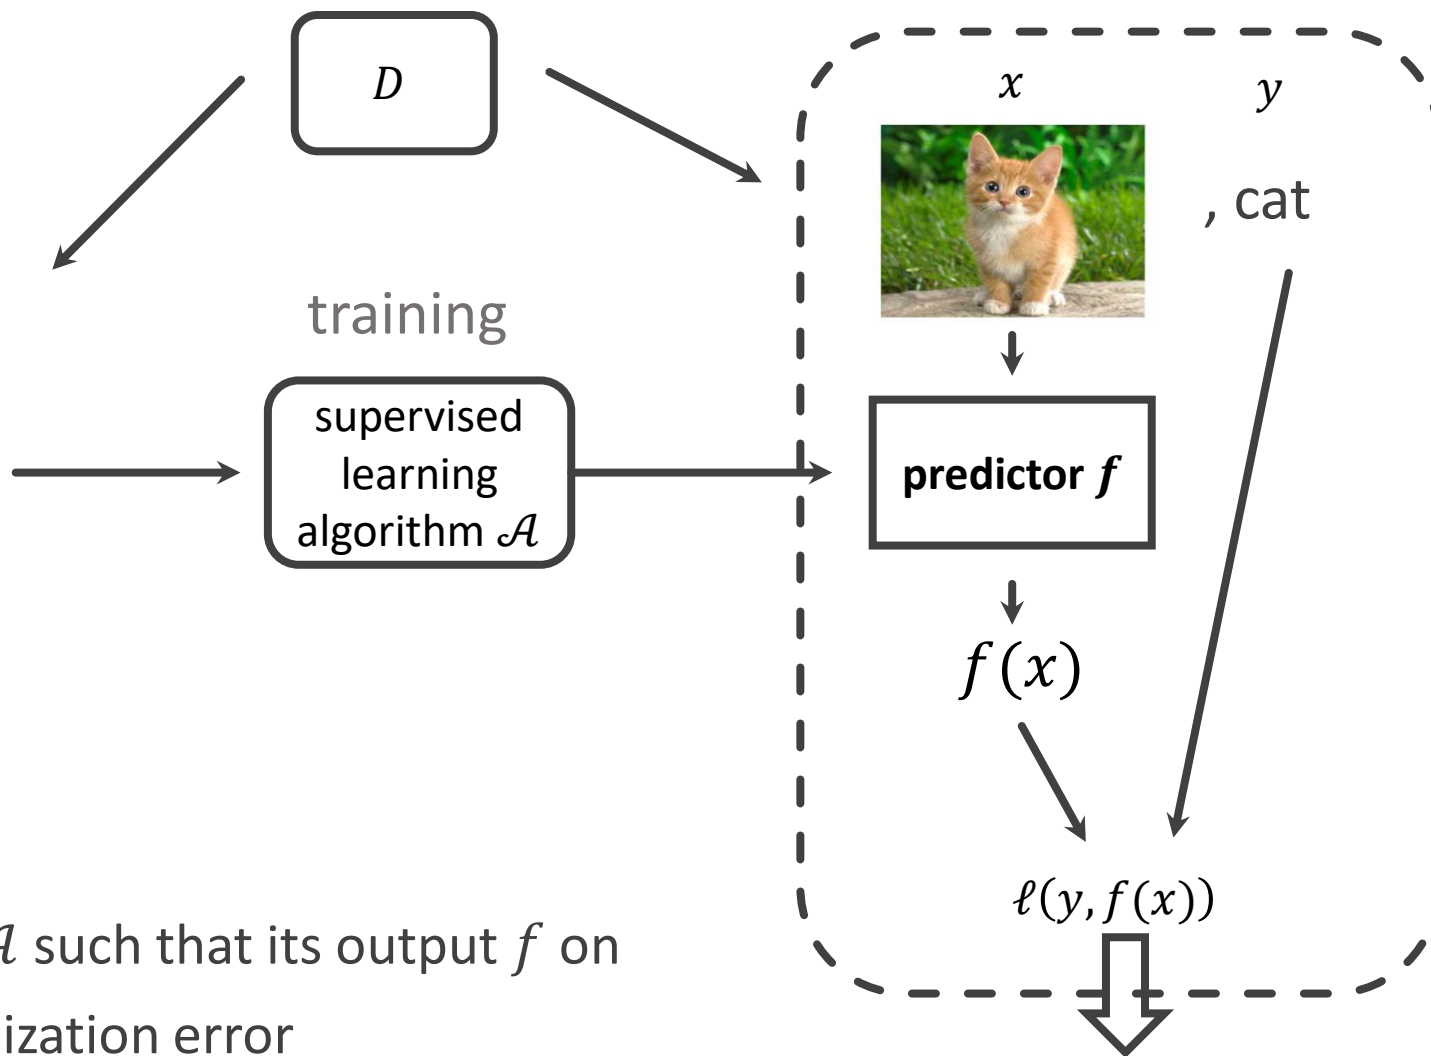 D
x
y
, cat
training
supervised
learning
algorithm 𝒜
predictor f
f(x)
ℓ(y, f(x))
𝒜 such that its output f on
ization error